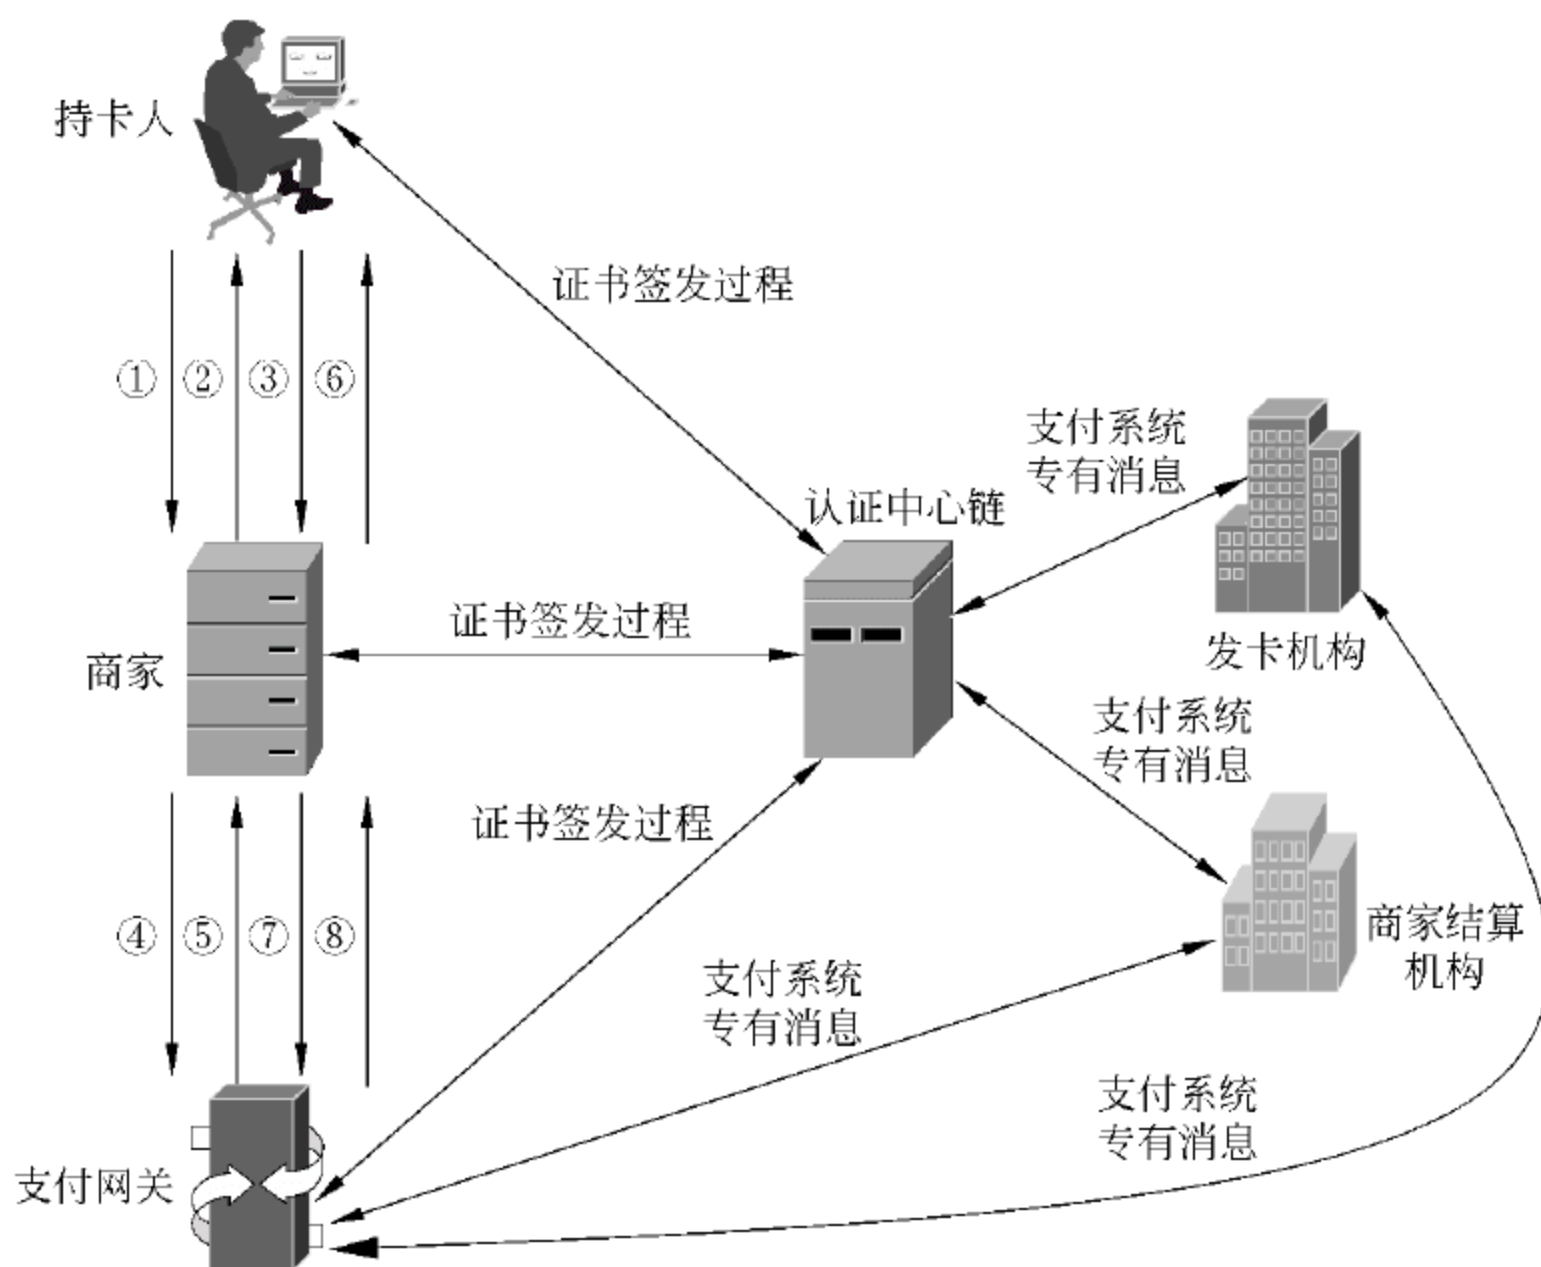 持卡人
证书签发过程
①
②
③
⑥
支付系统
专有消息
认证中心链
证书签发过程
商家
发卡机构
支付系统
专有消息
证书签发过程
④
⑤
⑦
⑧
商家结算
机构
支付系统
专有消息
支付系统
专有消息
支付网关